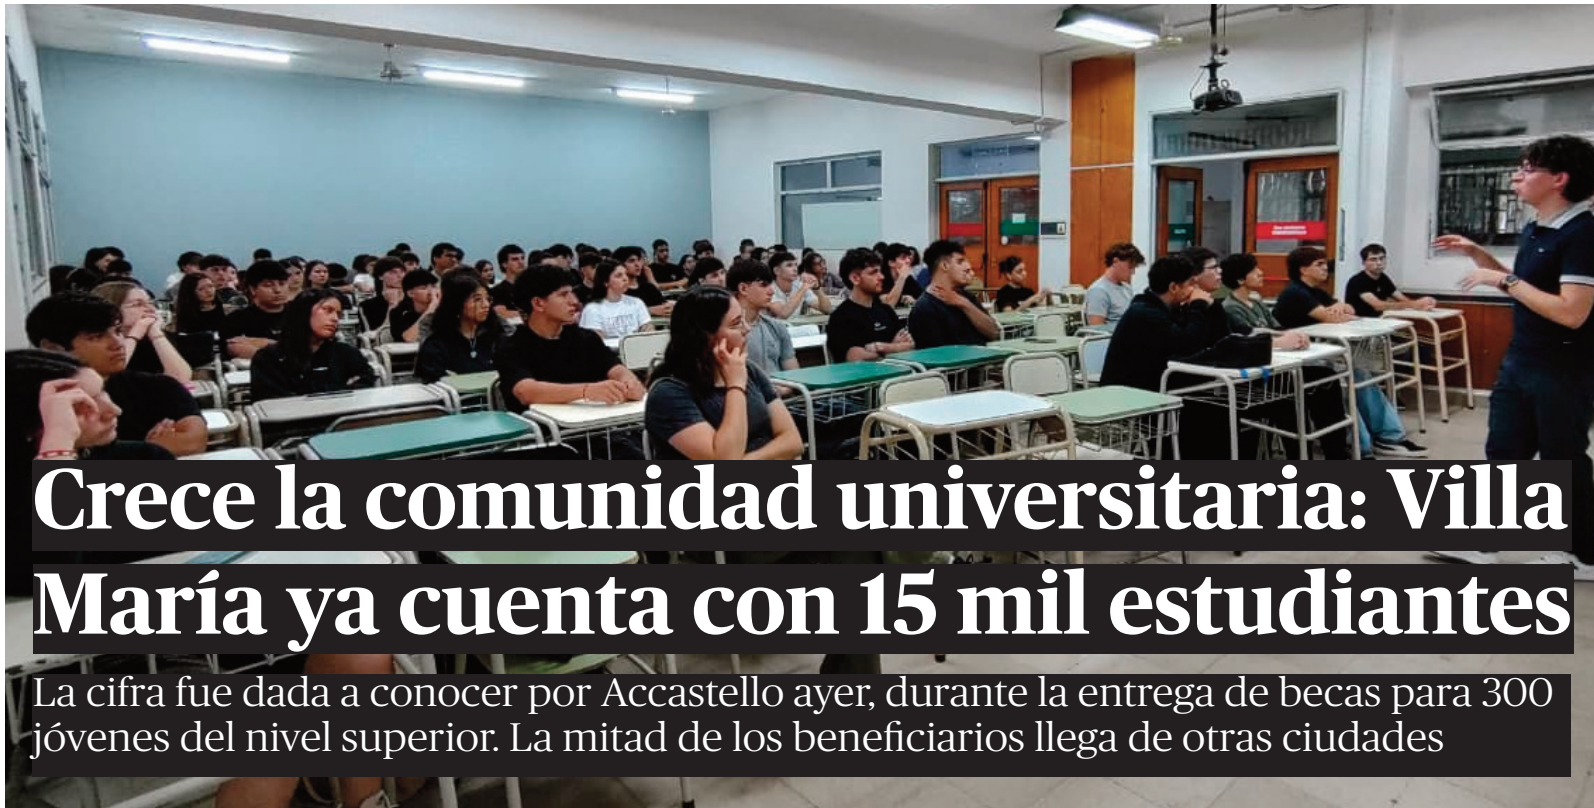 Crece la comunidad universitaria: Villa
María ya cuenta con 15 mil estudiantes
La cifra fue dada a conocer por Accastello ayer, durante la entrega de becas para 300
jóvenes del nivel superior. La mitad de los beneficiarios llega de otras ciudades